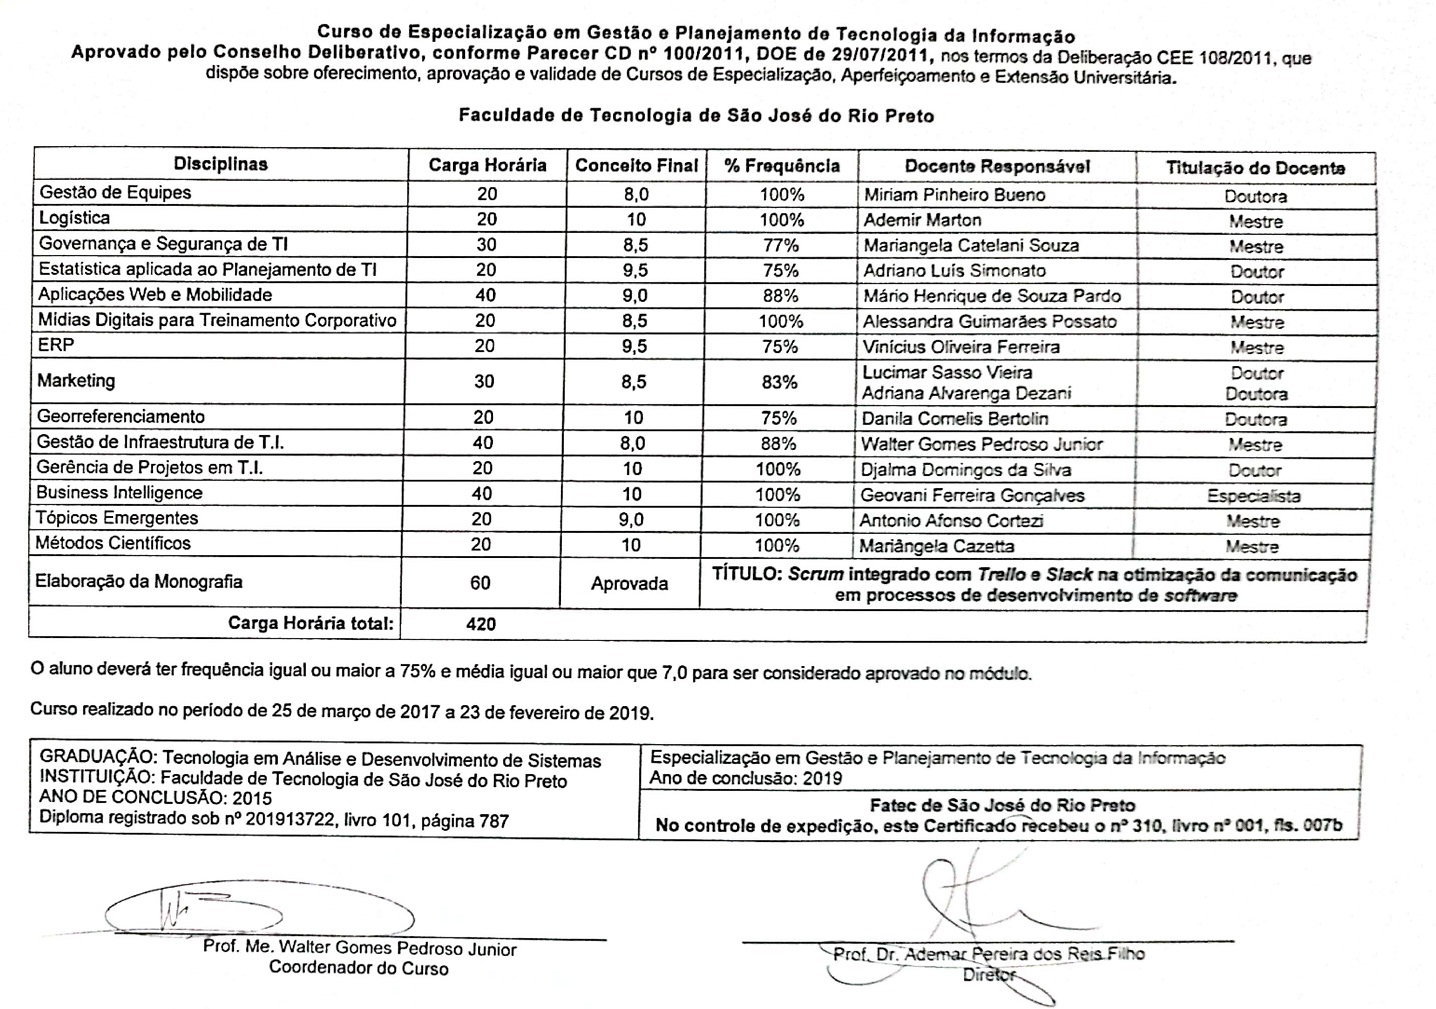 Curso de Especialização em Gestão e Planejamento de Tecnologia da Informação
Aprovado pelo Conselho Deliberativo, conforme Parecer CD nº 100/2011, DOE de 29/07/2011, nos termos da Deliberação CEE 108/2011, que
dispõe sobre oferecimento, aprovação e validade de Cursos de Especialização, Aperfeiçoamento e Extensão Universitária.
Faculdade de Tecnologia de São José do Rio Preto
Disciplinas Carga Horária Conceito Final % Frequência Docente Responsável Titulação do Docente
Gestão de Equipes 20 8,0 100% Miriam Pinheiro Bueno Doutora
Logística 20 10 100% Ademir Marton Mestre
Governança e Segurança de TI 30 8,5 77% Mariangela Catelani Souza Mestre
Estatística aplicada ao Planejamento de TI 20 9,5 75% Adriano Luís Simonato Doutor
Aplicações Web e Mobilidade 40 9,0 88% Mário Henrique de Souza Pardo Doutor
Mídias Digitais para Treinamento Corporativo 20 8,5 100% Alessandra Guimarães Possato Mestre
ERP 20 9,5 75% Vinícius Oliveira Ferreira Mestre
Marketing 30 8,5 83% Lucimar Sasso Vieira Doutor
Adriana Alvarenga Dezani Doutora
Georreferenciamento 20 10 75% Danila Comelis Bertolin Doutora
Gestão de Infraestrutura de T.I. 40 8,0 88% Walter Gomes Pedroso Junior Mestre
Gerência de Projetos em T.I. 20 10 100% Djalma Domingos da Silva Doutor
Business Intelligence 40 10 100% Geovani Ferreira Gonçalves Especialista
Tópicos Emergentes 20 9,0 100% Antonio Afonso Cortezi Mestre
Métodos Científicos 20 10 100% Mariângela Cazetta Mestre
Elaboração da Monografia 60 Aprovada TÍTULO: Scrum integrado com Trello e Slack na otimização da comunicação
em processos de desenvolvimento de software
Carga Horária total: 420
O aluno deverá ter frequência igual ou maior a 75% e média igual ou maior que 7,0 para ser considerado aprovado no módulo.
Curso realizado no período de 25 de março de 2017 a 23 de fevereiro de 2019.
GRADUAÇÃO: Tecnologia em Análise e Desenvolvimento de Sistemas
INSTITUIÇÃO: Faculdade de Tecnologia de São José do Rio Preto
ANO DE CONCLUSÃO: 2015
Diploma registrado sob nº 201913722, livro 101, página 787
Especialização em Gestão e Planejamento de Tecnologia da Informação
Ano de conclusão: 2019
Fatec de São José do Rio Preto
No controle de expedição, este Certificado recebeu o nº 310, livro nº 001, fls. 007b
Prof. Me. Walter Gomes Pedroso Junior
Coordenador do Curso
Prof. Dr. Ademar Pereira dos Reis Filho
Diretor